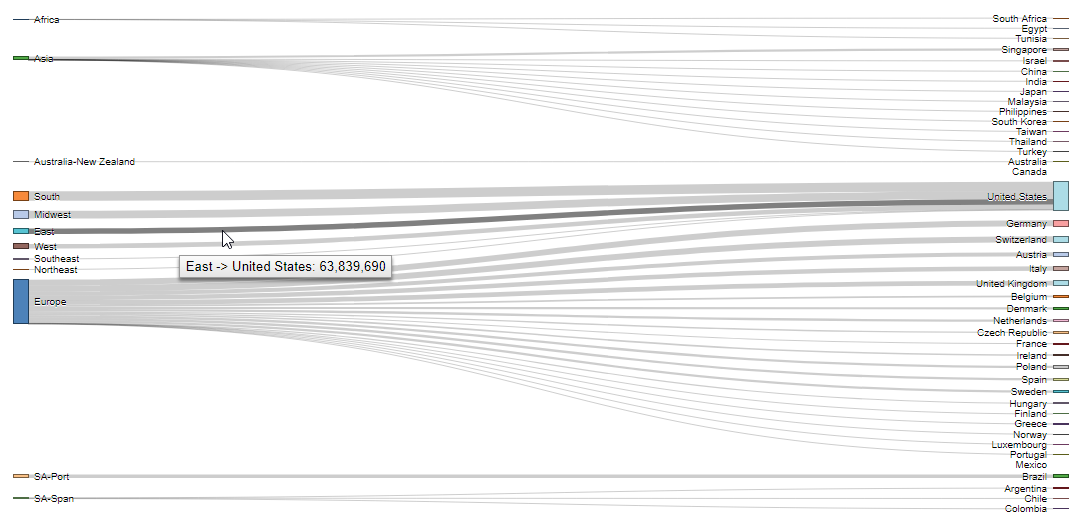 Africa
Asia
Australia-New Zealand
South
Midwest
East
West
Southeast
Northeast
Europe
SA-Port
SA-Span
East -> United States: 63,839,690
South Africa
Egypt
Tunisia
Singapore
Israel
China
India
Japan
Malaysia
Philippines
South Korea
Taiwan
Thailand
Turkey
Australia
Canada
United States
Germany
Switzerland
Austria
Italy
United Kingdom
Belgium
Denmark
Netherlands
Czech Republic
France
Ireland
Poland
Spain
Sweden
Hungary
Finland
Greece
Norway
Luxembourg
Portugal
Mexico
Brazil
Argentina
Chile
Colombia